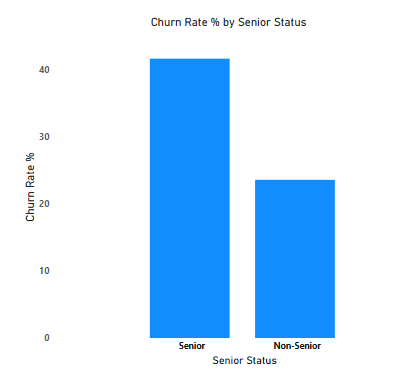 Churn Rate % by Senior Status
40
30
20
10
0
Churn Rate %
Senior
Non-Senior
Senior Status